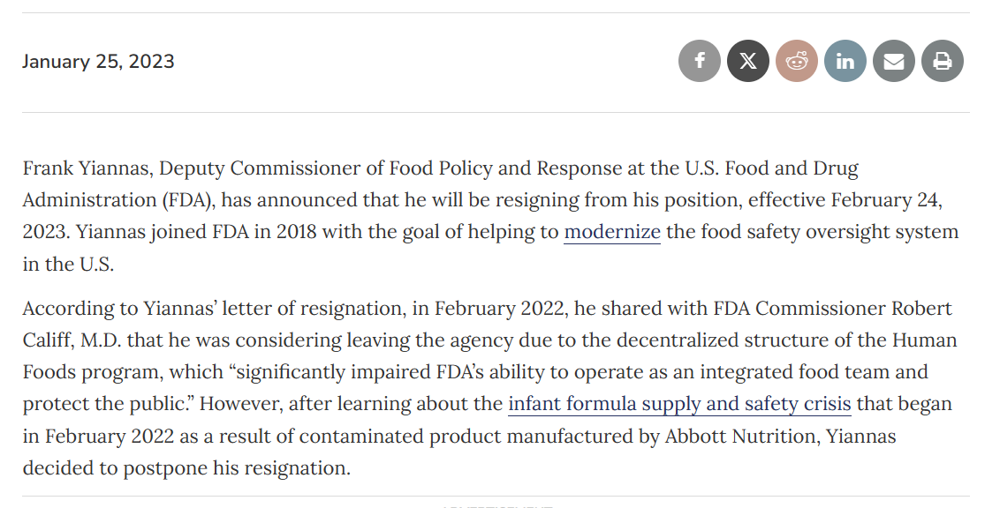 January 25, 2023
Frank Yiannas, Deputy Commissioner of Food Policy and Response at the U.S. Food and Drug
Administration (FDA), has announced that he will be resigning from his position, effective February 24,
2023. Yiannas joined FDA in 2018 with the goal of helping to modernize the food safety oversight system
in the U.S.
According to Yiannas’ letter of resignation, in February 2022, he shared with FDA Commissioner Robert
Califf, M.D. that he was considering leaving the agency due to the decentralized structure of the Human
Foods program, which “significantly impaired FDA’s ability to operate as an integrated food team and
protect the public.” However, after learning about the infant formula supply and safety crisis that began
in February 2022 as a result of contaminated product manufactured by Abbott Nutrition, Yiannas
decided to postpone his resignation.